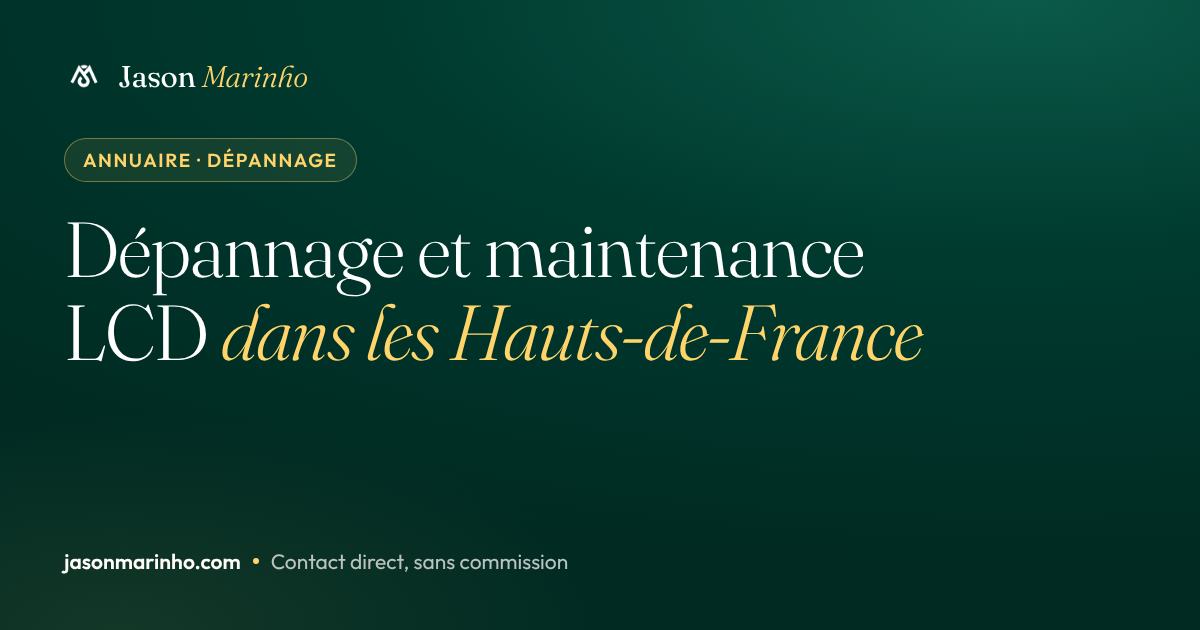 Jason Marinho
ANNUAIRE · DÉPANNAGE
Dépannage et maintenance
LCD dans les Hauts-de-France
jasonmarinho.com • Contact direct, sans commission